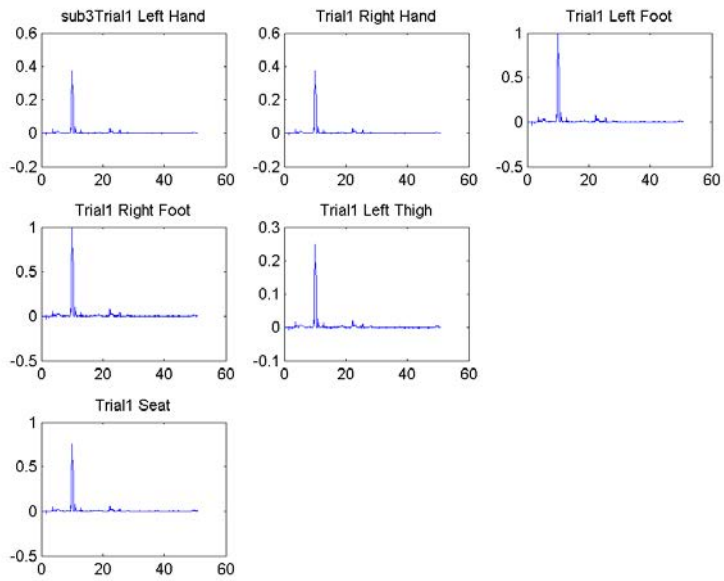 sub3Trial1 Left Hand
0.6
0.4
0.2
0
-0.2
0 20 40 60
Trial1 Right Hand
0.6
0.4
0.2
0
-0.2
0 20 40 60
Trial1 Left Foot
1
0.5
0
-0.5
0 20 40 60
Trial1 Right Foot
1
0.5
0
-0.5
0 20 40 60
Trial1 Left Thigh
0.3
0.2
0.1
0
-0.1
0 20 40 60
Trial1 Seat
1
0.5
0
-0.5
0 20 40 60